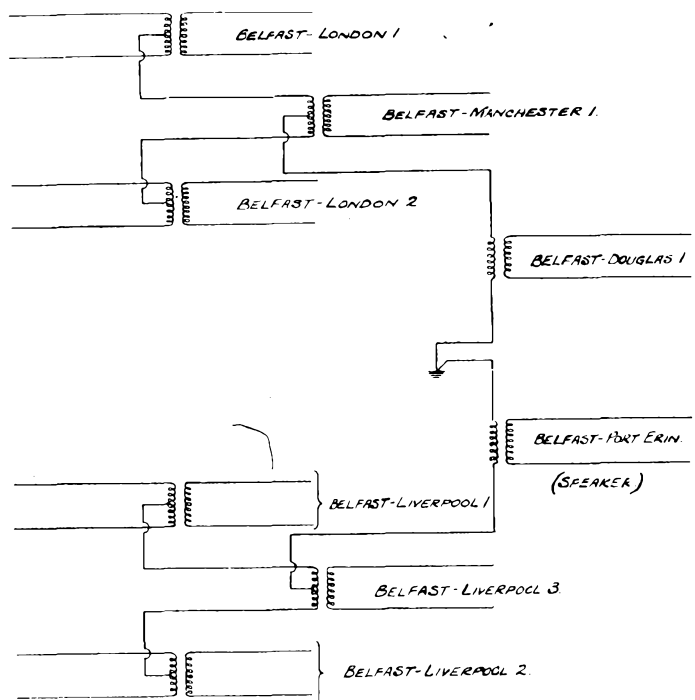 BELFAST-LONDON 1
BELFAST-MANCHESTER 1.
BELFAST-LONDON 2
BELFAST-DOUGLAS 1
BELFAST-PORT ERIN.
(SPEAKER)
BELFAST-LIVERPOOL 1
BELFAST-LIVERPOOL 3.
BELFAST-LIVERPOOL 2.